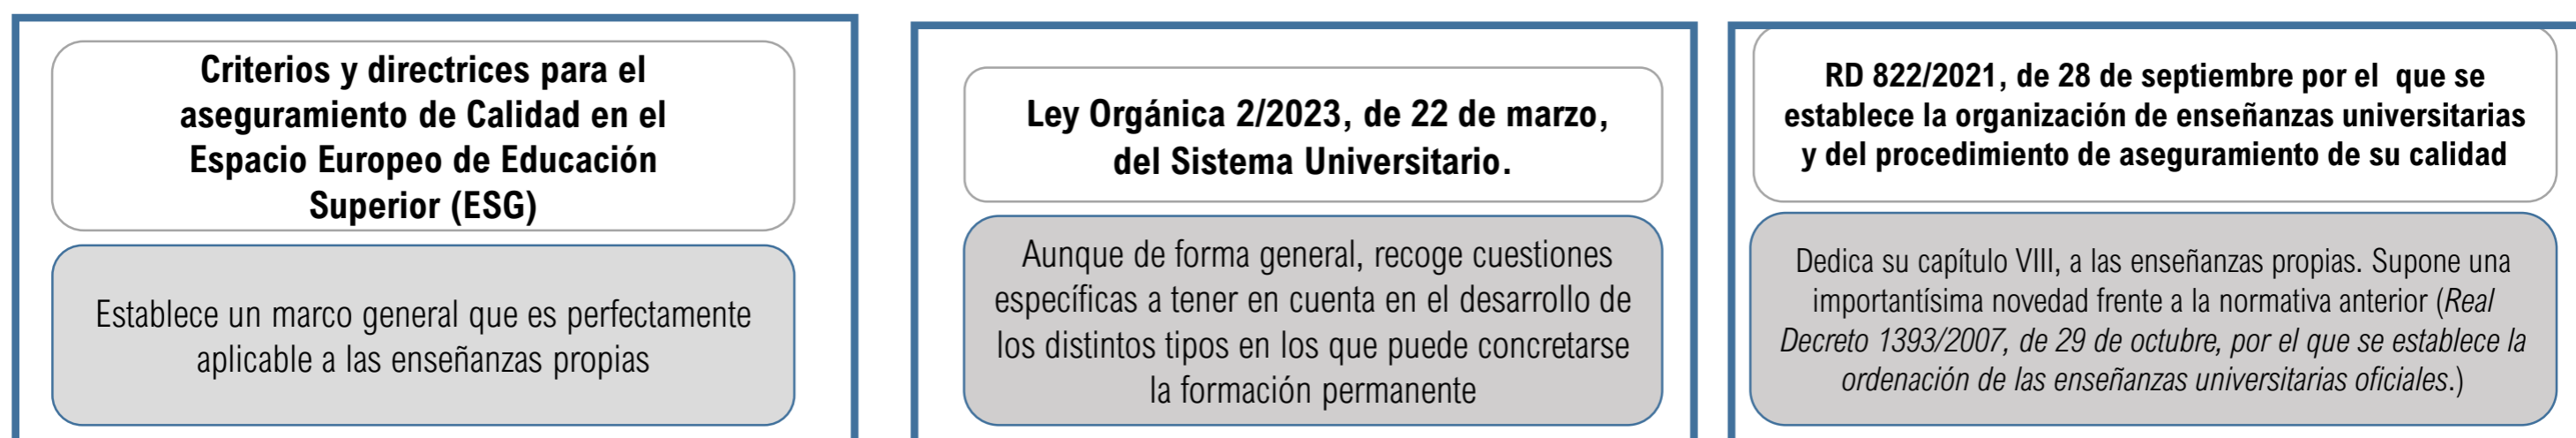 Criterios y directrices para el
aseguramiento de Calidad en el
Espacio Europeo de Educación
Superior (ESG)
Establece un marco general que es perfectamente
aplicable a las enseñanzas propias
Ley Orgánica 2/2023, de 22 de marzo,
del Sistema Universitario.
Aunque de forma general, recoge cuestiones
específicas a tener en cuenta en el desarrollo de
los distintos tipos en los que puede concretarse
la formación permanente
RD 822/2021, de 28 de septiembre por el que se
establece la organización de enseñanzas universitarias
y del procedimiento de aseguramiento de su calidad
Dedica su capítulo VIII, a las enseñanzas propias. Supone una
importantísima novedad frente a la normativa anterior (Real
Decreto 1393/2007, de 29 de octubre, por el que se establece la
ordenación de las enseñanzas universitarias oficiales.)